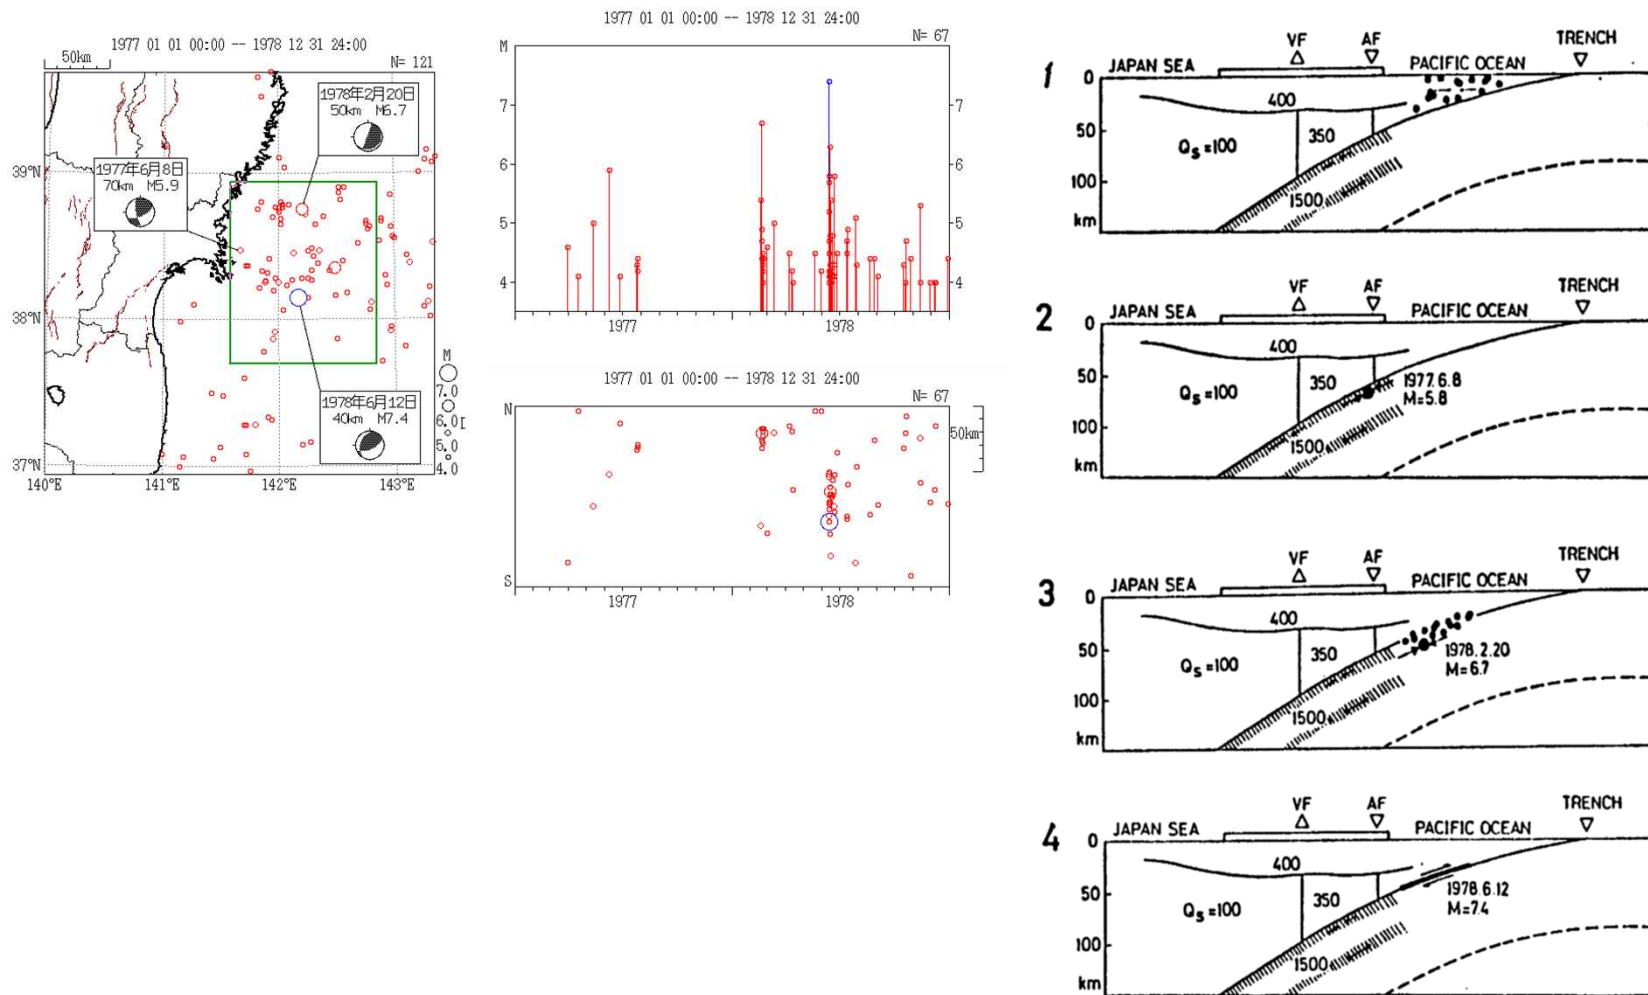 1977 01 01 00:00 -- 1978 12 31 24:00
50km
N= 121
1978年2月20日
50km M6.7
1977年6月8日
70km M5.9
1978年6月12日
40km M7.4
39°N
38°N
37°N
140°E
141°E
142°E
143°E
M
7.0
6.0
5.0
4.0
1977 01 01 00:00 -- 1978 12 31 24:00
N= 67
M
7
6
5
4
7
6
5
4
1977
1978
1977 01 01 00:00 -- 1978 12 31 24:00
N= 67
N
S
50km
1977
1978
1
VF
AF
TRENCH
JAPAN SEA
PACIFIC OCEAN
0
50
100
km
400
350
Qs=100
1500
2
VF
AF
TRENCH
JAPAN SEA
PACIFIC OCEAN
0
50
100
km
400
350
Qs=100
1500
1977.6.8
M=5.8
3
VF
AF
TRENCH
JAPAN SEA
PACIFIC OCEAN
0
50
100
km
400
350
Qs=100
1500
1978.2.20
M=6.7
4
VF
AF
TRENCH
JAPAN SEA
PACIFIC OCEAN
0
50
100
km
400
350
Qs=100
1500
1978.6.12
M=7.4